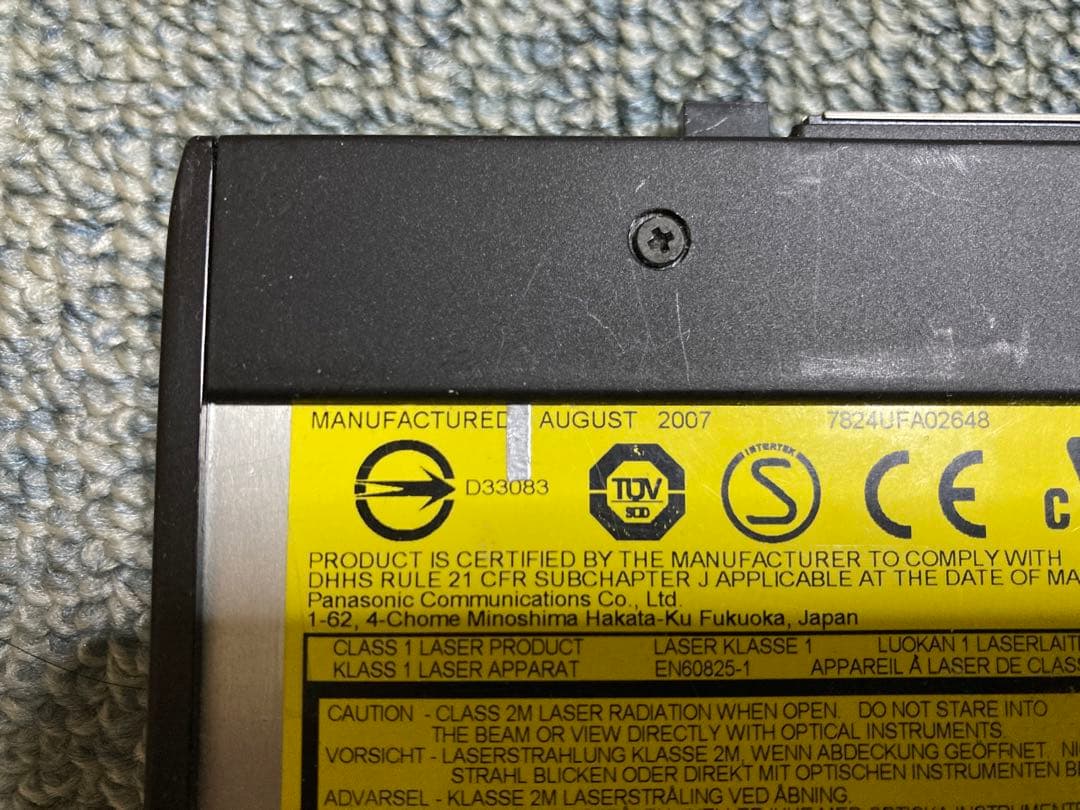 MANUFACTURED AUGUST 2007 7824UFA02648
D33083
TÜV
INTERTEK
S
CE
C
PRODUCT IS CERTIFIED BY THE MANUFACTURER TO COMPLY WITH
DHHS RULE 21 CFR SUBCHAPTER J APPLICABLE AT THE DATE OF MA
Panasonic Communications Co., Ltd.
1-62, 4-Chome Minoshima Hakata-Ku Fukuoka, Japan
CLASS 1 LASER PRODUCT LASER KLASSE 1 LUOKAN 1 LASERLAIT
KLASS 1 LASER APPARAT EN60825-1 APPAREIL À LASER DE CLAS
CAUTION - CLASS 2M LASER RADIATION WHEN OPEN. DO NOT STARE INTO
THE BEAM OR VIEW DIRECTLY WITH OPTICAL INSTRUMENTS.
VORSICHT - LASERSTRAHLUNG KLASSE 2M, WENN ABDECKUNG GEÖFFNET. NI
STRAHL BLICKEN ODER DIREKT MIT OPTISCHEN INSTRUMENTEN B
ADVARSEL - KLASSE 2M LASERSTRÅLING VED ÅBNING.